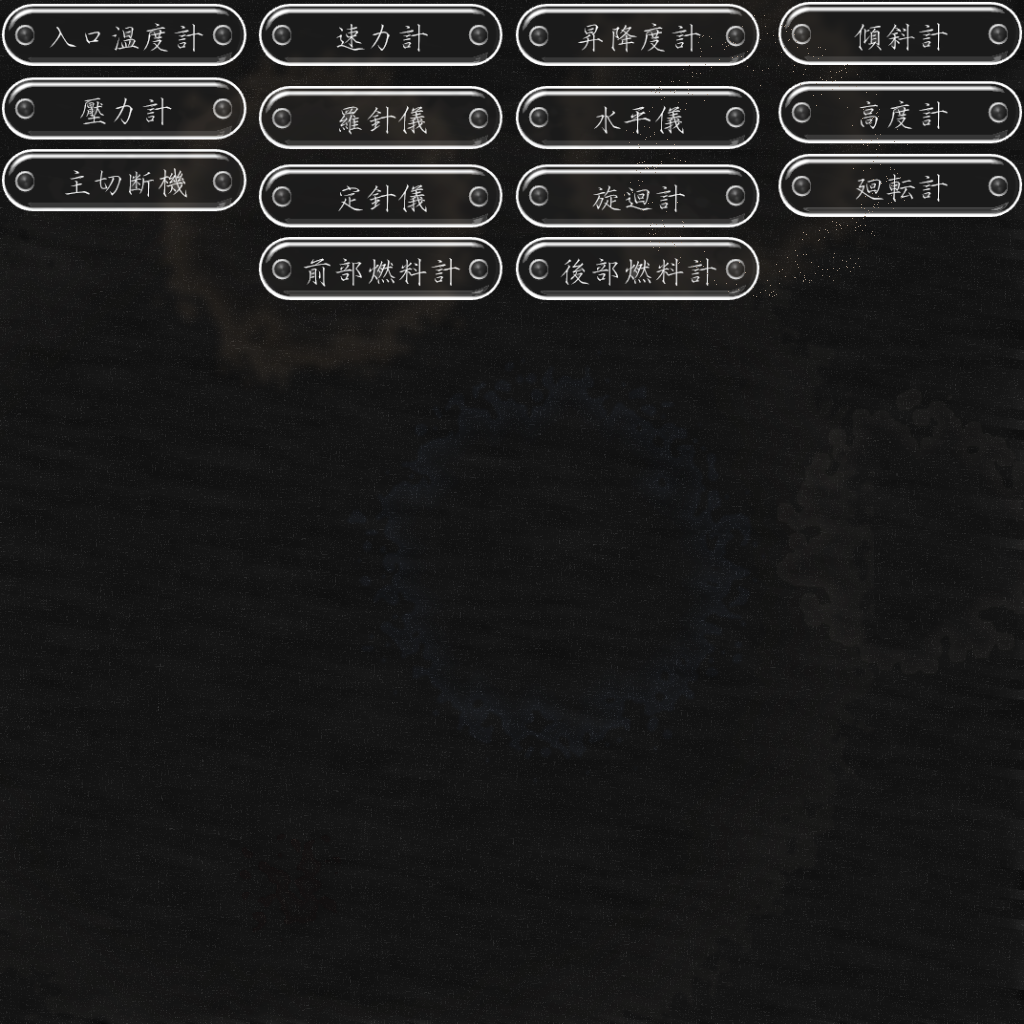 入口温度計
速力計
昇降度計
傾斜計
壓力計
羅針儀
水平儀
高度計
主切断機
定針儀
旋迴計
廻転計
前部燃料計
後部燃料計